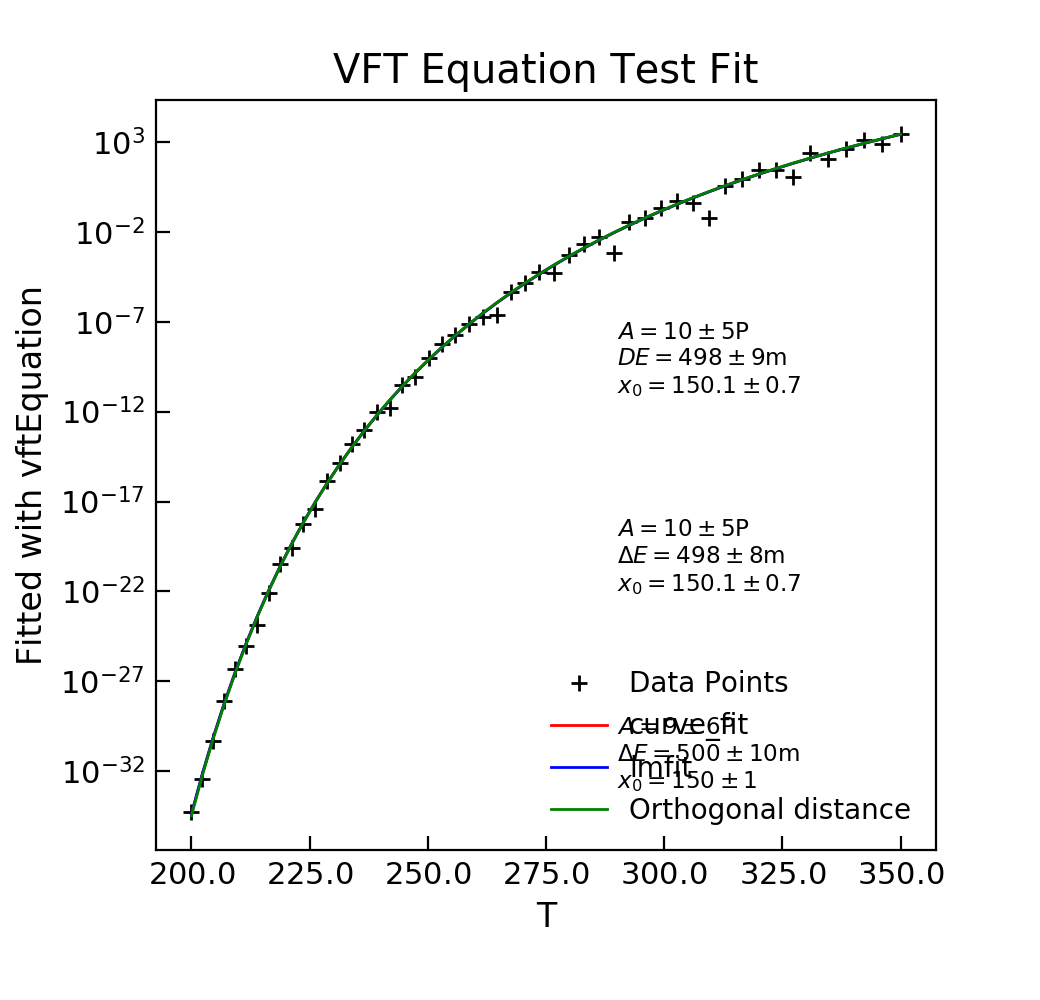 VFT Equation Test Fit
Fitted with vftEquation
10³
10⁻²
10⁻⁷
10⁻¹²
10⁻¹⁷
10⁻²²
10⁻²⁷
10⁻³²
A = 10 ± 5P
DE = 498 ± 9m
x₀ = 150.1 ± 0.7
A = 10 ± 5P
ΔE = 498 ± 8m
x₀ = 150.1 ± 0.7
Data Points
curve_fit
lmfit
Orthogonal distance
A = 9 ± 6P
ΔE = 500 ± 10m
x₀ = 150 ± 1
200.0 225.0 250.0 275.0 300.0 325.0 350.0
T